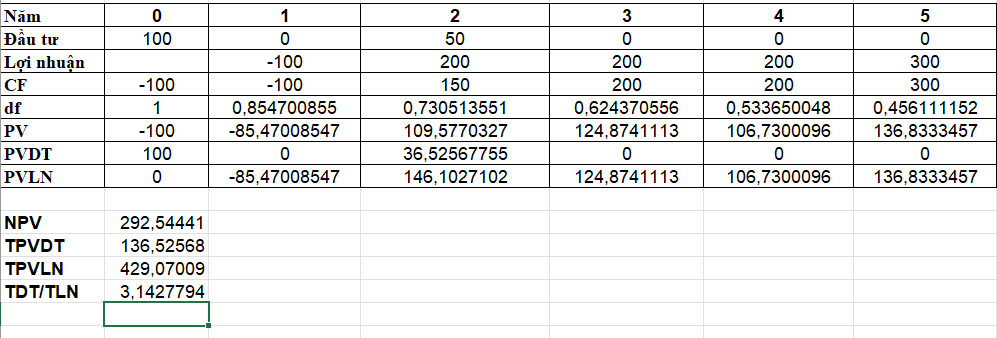 Năm 0 1 2 3 4 5
Đầu tư 100 0 50 0 0 0
Lợi nhuận -100 200 200 200 300
CF -100 -100 150 200 200 300
df 1 0,854700855 0,730513551 0,624370556 0,533650048 0,456111152
PV -100 -85,47008547 109,5770327 124,8741113 106,7300096 136,8333457
PVDT 100 0 36,52567755 0 0 0
PVLN 0 -85,47008547 146,1027102 124,8741113 106,7300096 136,8333457
NPV 292,54441
TPVDT 136,52568
TPVLN 429,07009
TDT/TLN 3,1427794